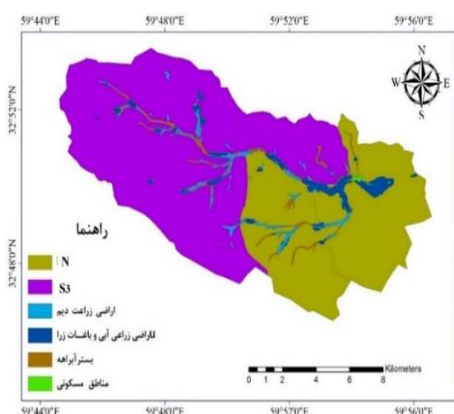 59°44'0"E 59°48'0"E 59°52'0"E 59°56'0"E
N
W E
S
32°52'0"N
32°48'0"N
راهنما
N
S3
اراضی زراعت دیم
اراضی زراعی آبی و باغات زرا
بسترآبراهه
مناطق مسکونی
Kilometers
0 1 2 4 6 8
59°44'0"E 59°48'0"E 59°52'0"E 59°56'0"E